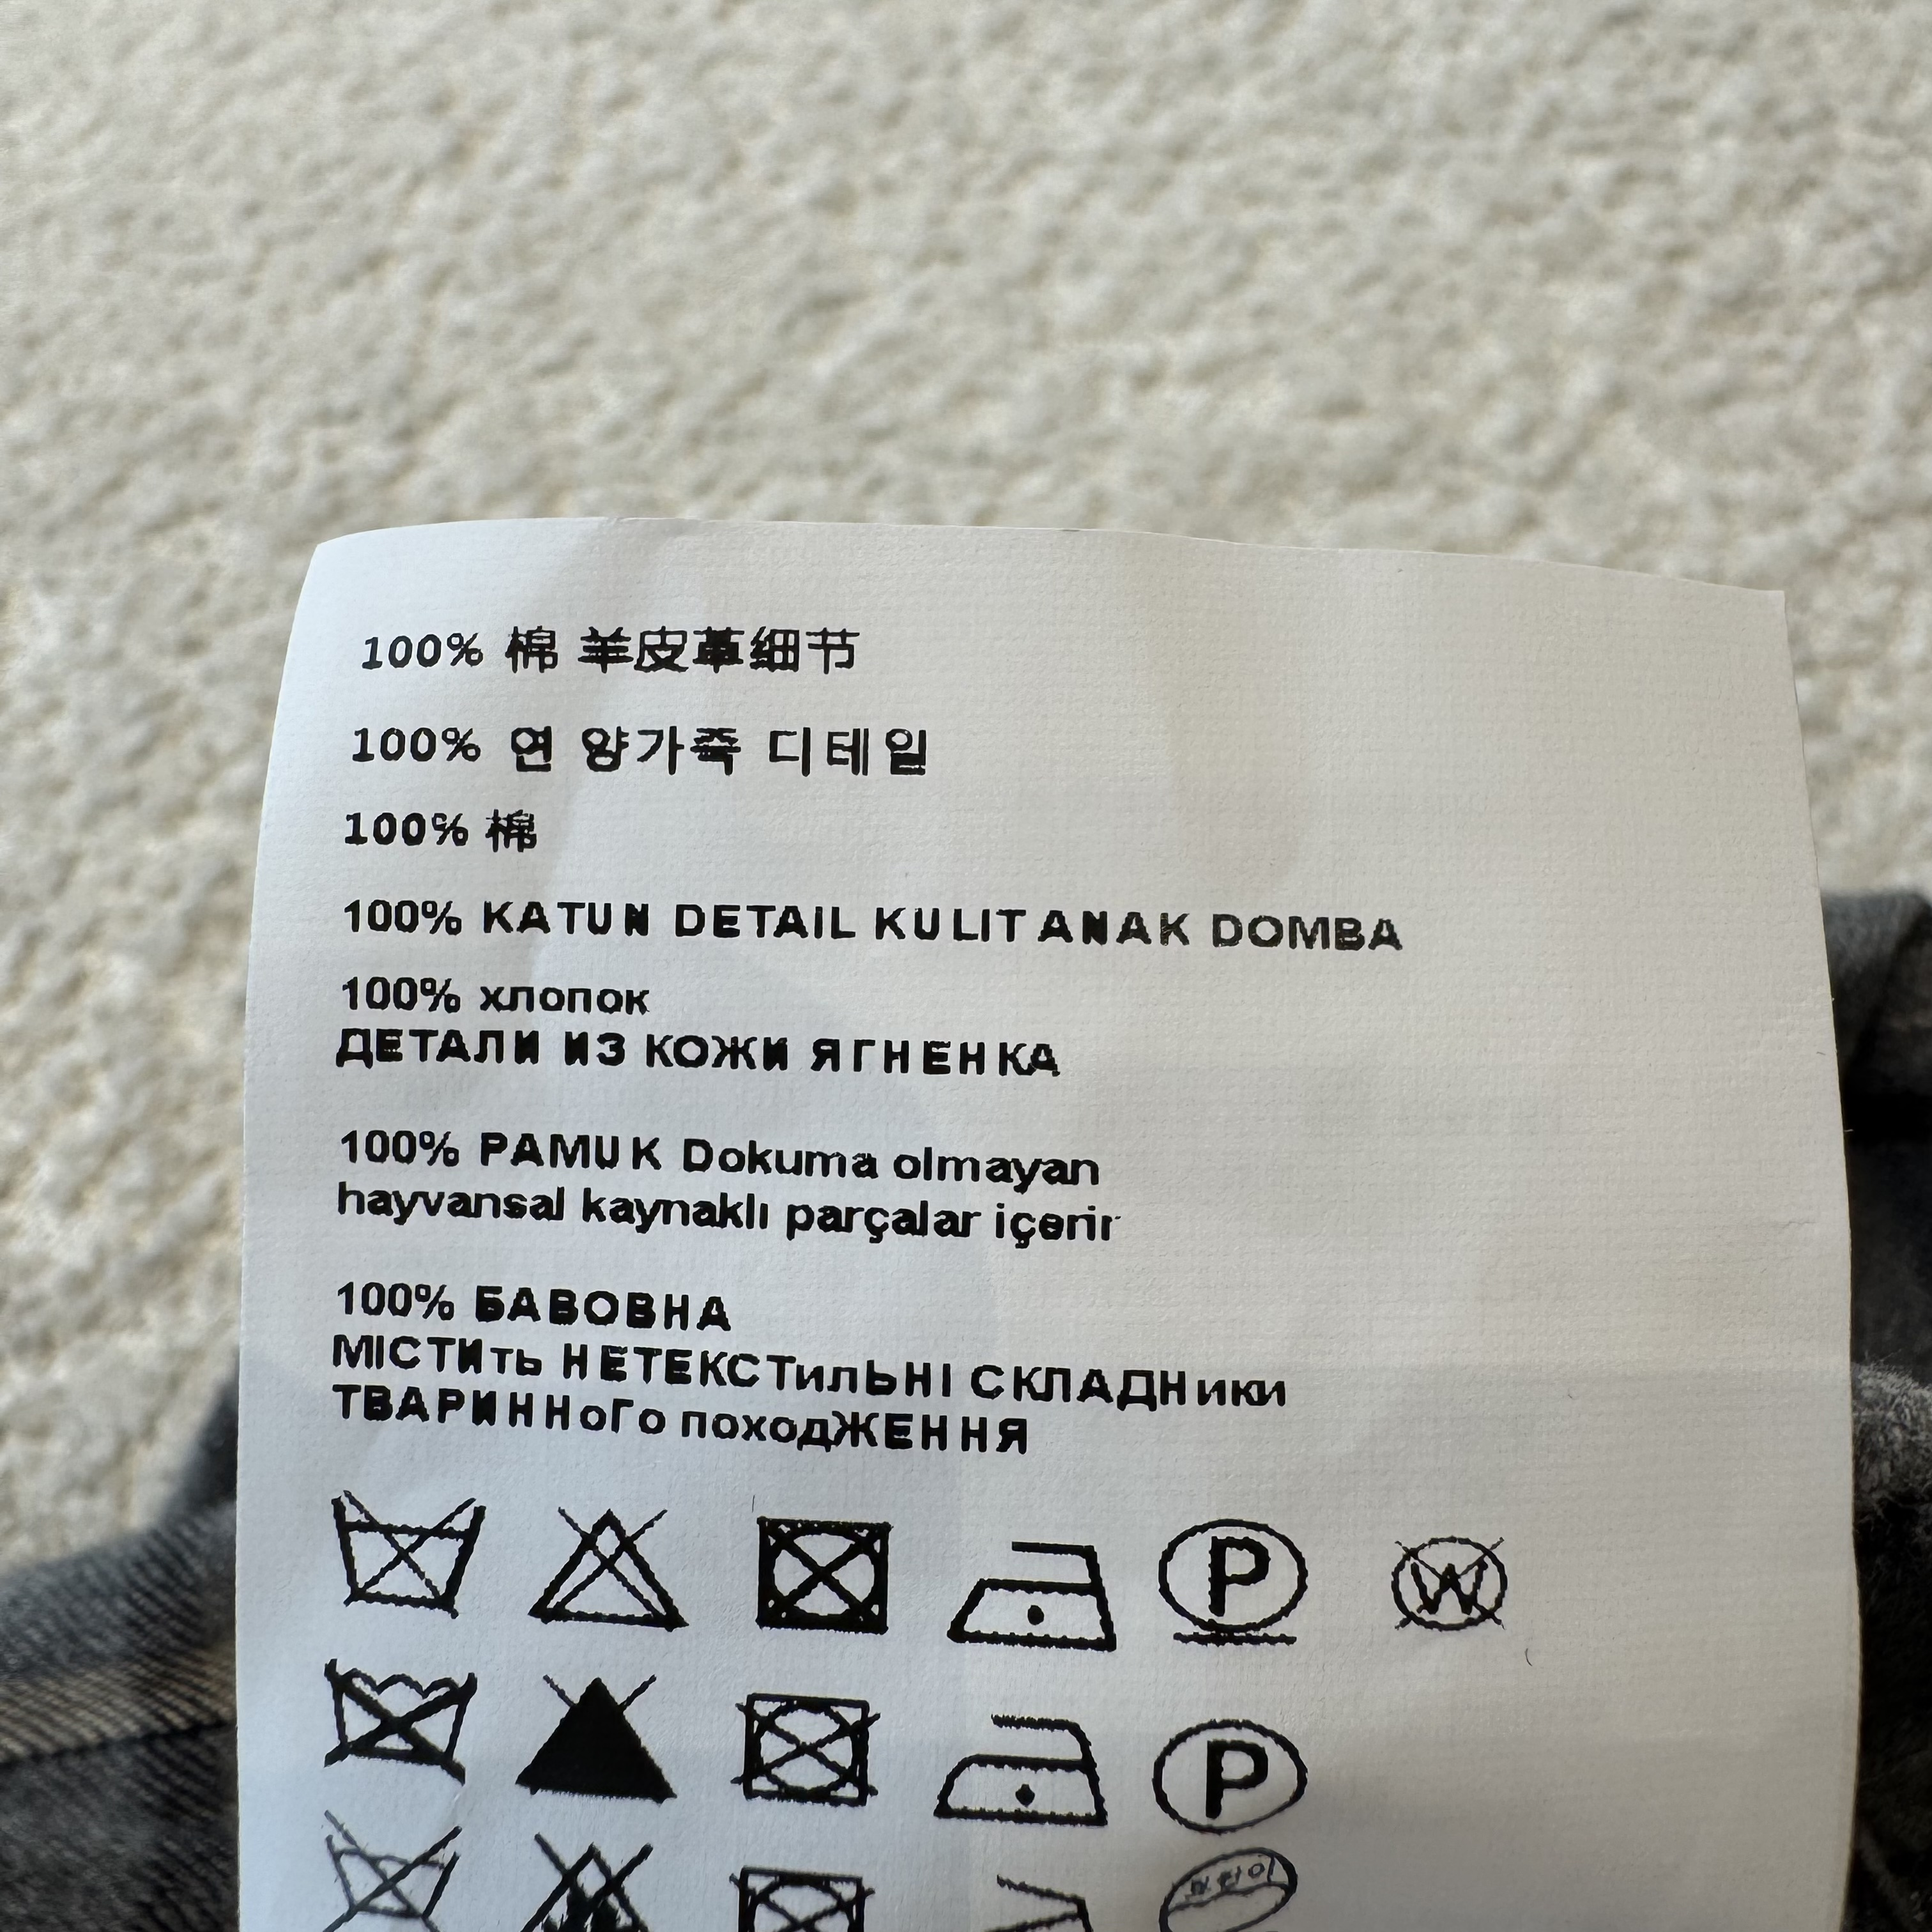 100% 棉 羊皮革细节
100% 연 양가죽 디테일
100% 棉
100% KATUN DETAIL KULIT ANAK DOMBA
100% хлопок
ДЕТАЛИ ИЗ КОЖИ ЯГНЕНКА
100% PAMUK Dokuma olmayan
hayvansal kaynaklı parçalar içerir
100% БАВОВНА
МІСТИть НЕТЕКСТильНІ СКЛАДНики
ТВАРИННоГо походЖЕННЯ
P W
P